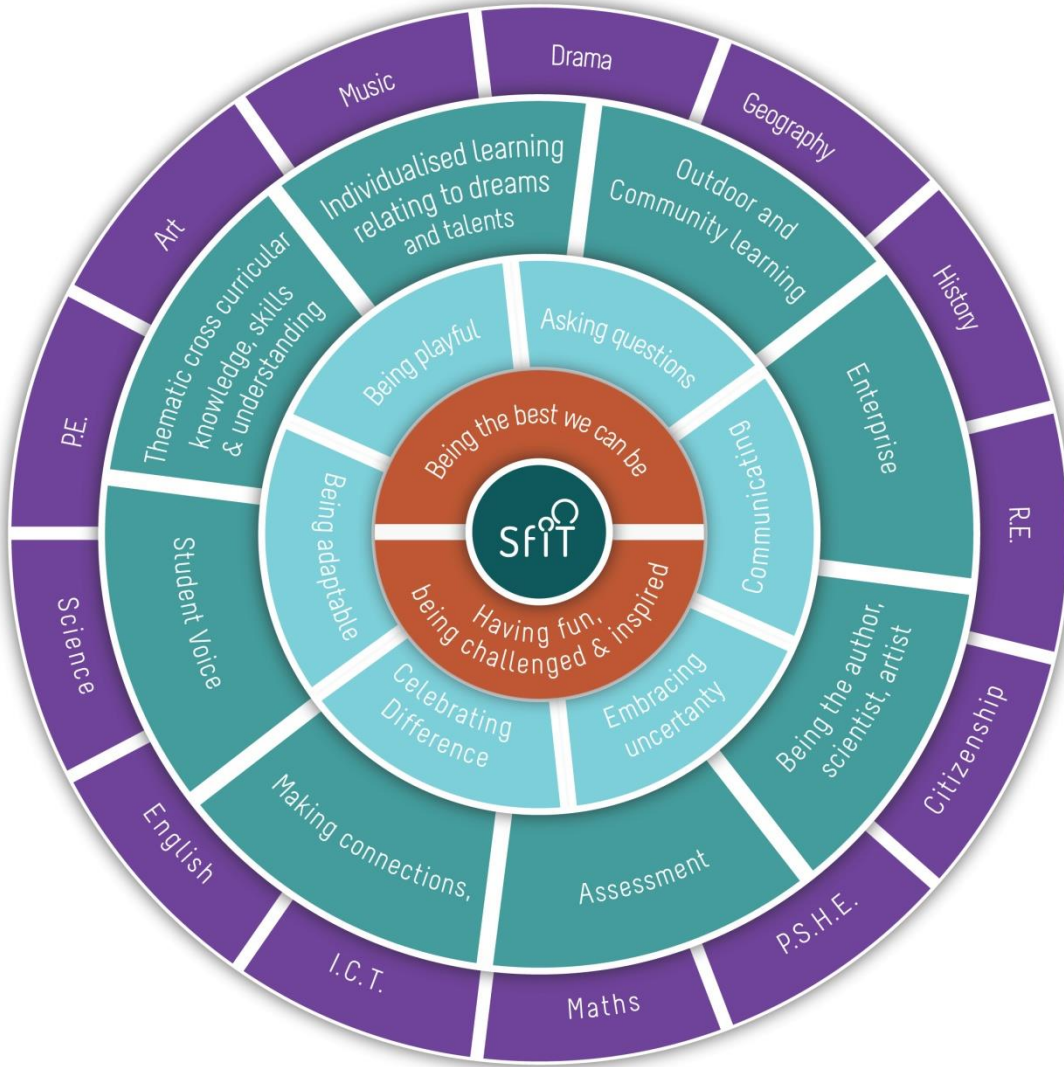 Drama
Geography
History
R.E.
Citizenship
P.S.H.E.
Maths
I.C.T.
English
Science
P.E.
Art
Music
Individualised learning
relating to dreams
and talents
Outdoor and
Community learning
Enterprise
Being the author,
scientist, artist
Assessment
Making connections,
Student Voice
Thematic cross curricular
knowledge, skills
& understanding
Being playful
Asking questions
Communicating
Embracing
uncertanty
Celebrating
Difference
Being adaptable
Being the best we can be
Having fun,
being challenged & inspired
SfiT